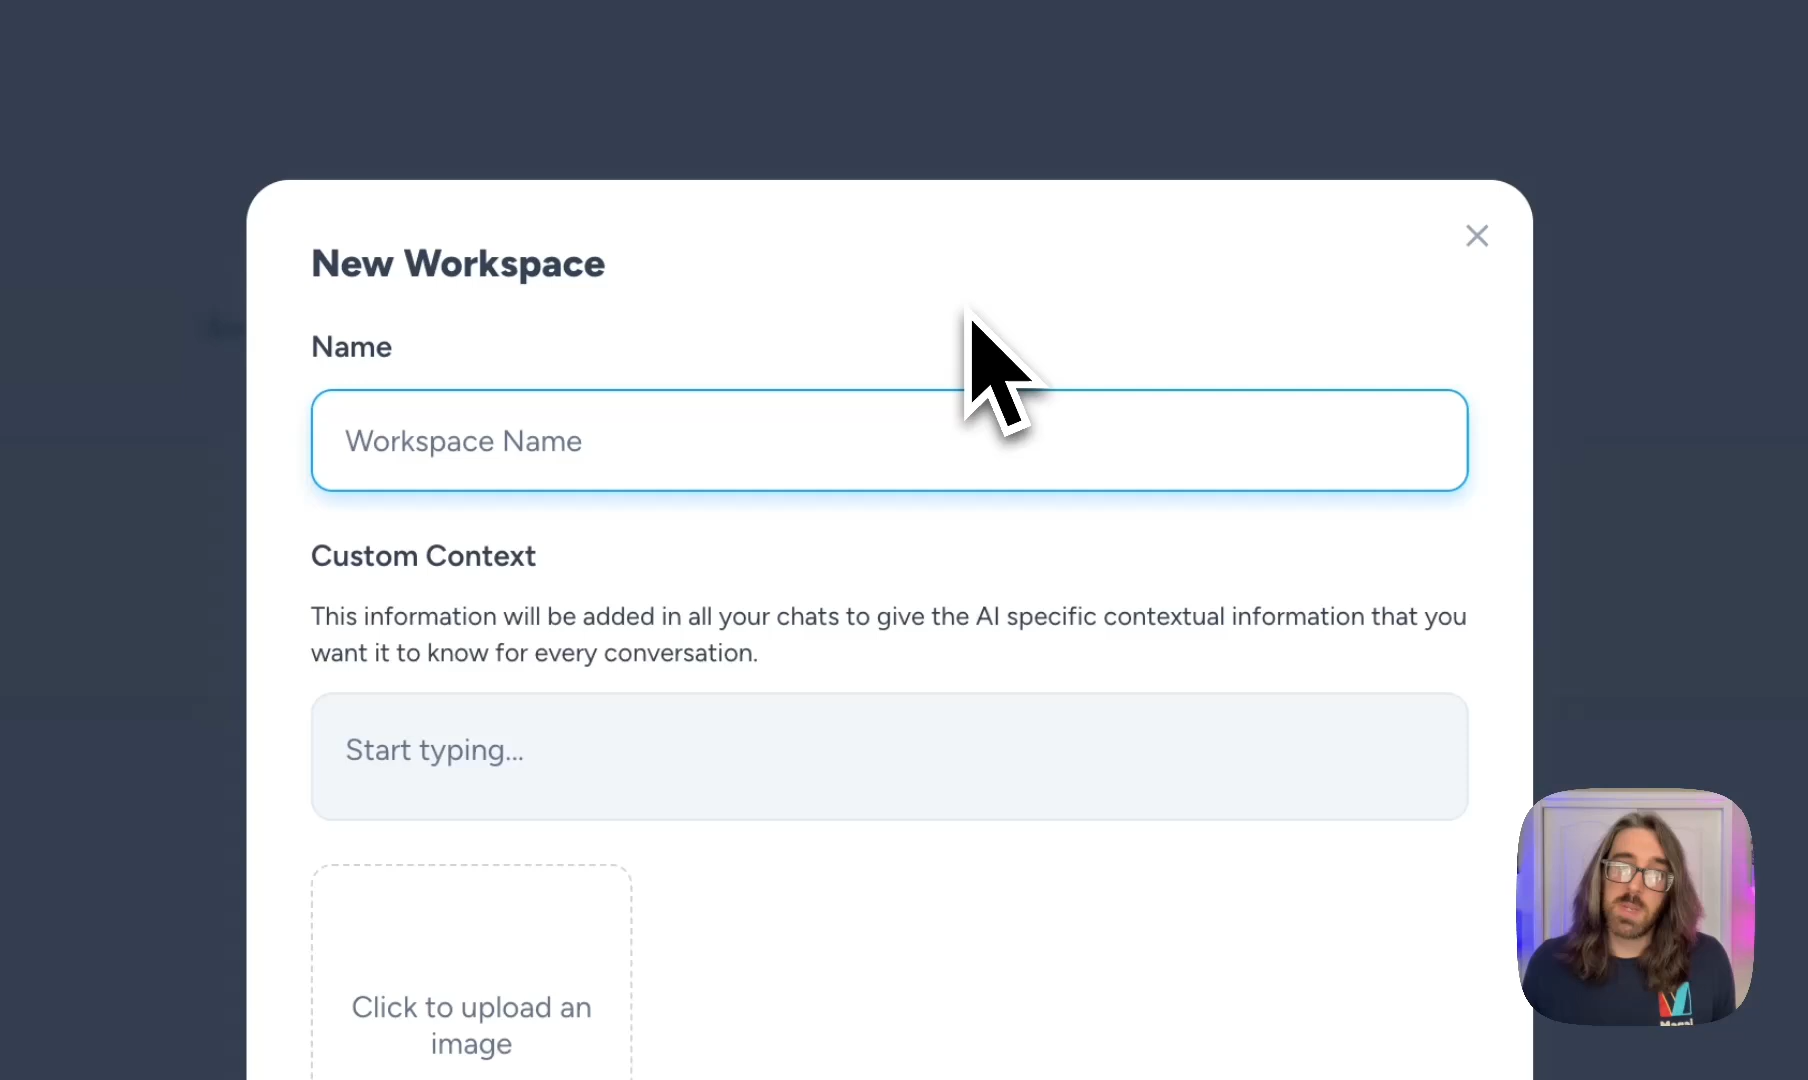 New Workspace
Name
Workspace Name
Custom Context
This information will be added in all your chats to give the AI specific contextual information that you
want it to know for every conversation.
Start typing...
Click to upload an
image